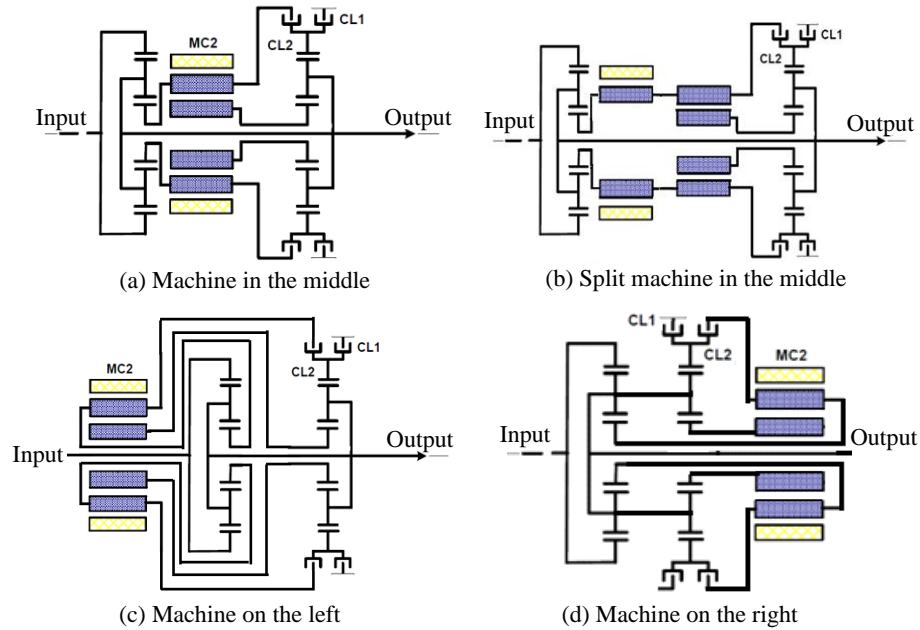 CL1
MC2
CL2
Input
Output
(a) Machine in the middle
CL1
CL2
Input
Output
(b) Split machine in the middle
CL1
MC2
CL2
Input
Output
(c) Machine on the left
CL1
CL2
MC2
Input
Output
(d) Machine on the right